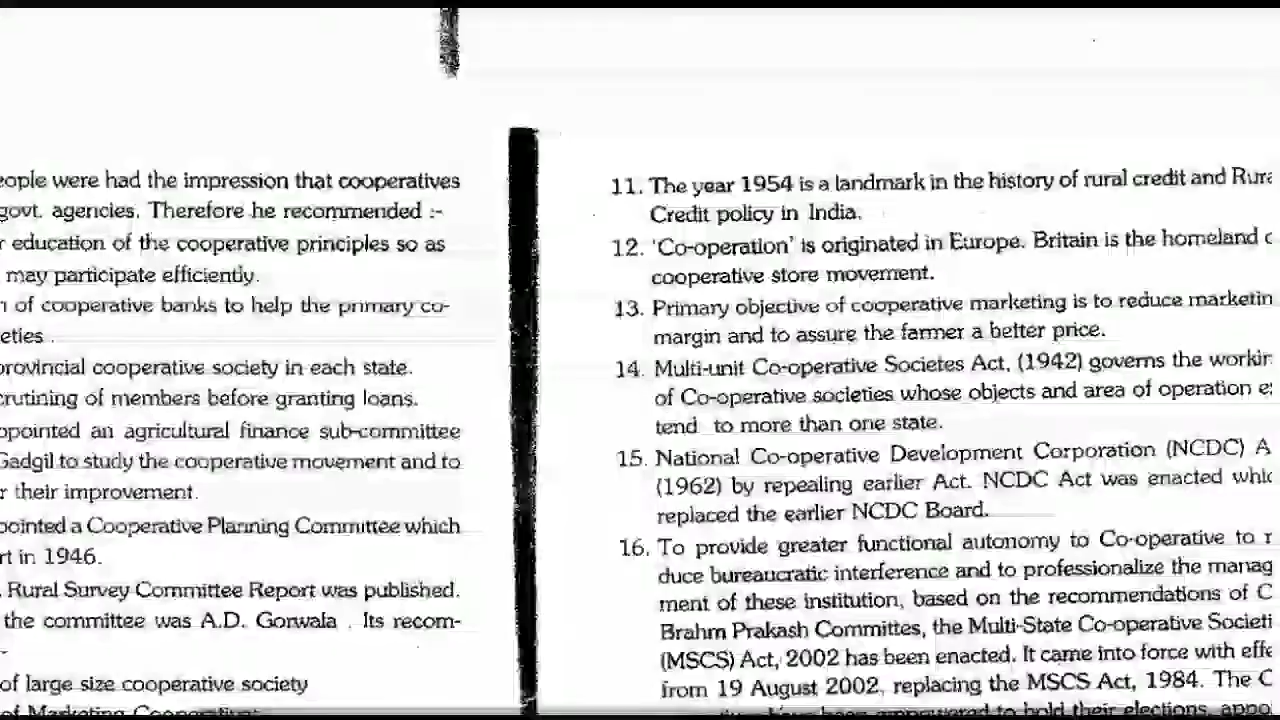 eople were had the impression that cooperatives
govt. agencies. Therefore he recommended :-
r education of the cooperative principles so as
may participate efficiently.
n of cooperative banks to help the primary co-
eties .
provincial cooperative society in each state.
crutining of members before granting loans.
ppointed an agricultural finance sub-committee
Gadgil to study the cooperative movement and to
r their improvement.
pointed a Cooperative Planning Committee which
rt in 1946.
. Rural Survey Committee Report was published.
the committee was A.D. Gorwala . Its recom-
of large size cooperative society
of Marketing Cooperatives
11. The year 1954 is a landmark in the history of rural credit and Rura
Credit policy in India.
12. 'Co-operation' is originated in Europe. Britain is the homeland o
cooperative store movement.
13. Primary objective of cooperative marketing is to reduce marketin
margin and to assure the farmer a better price.
14. Multi-unit Co-operative Societes Act, (1942) governs the workin
of Co-operative societies whose objects and area of operation ex
tend to more than one state.
15. National Co-operative Development Corporation (NCDC) A
(1962) by repealing earlier Act. NCDC Act was enacted whic
replaced the earlier NCDC Board.
16. To provide greater functional autonomy to Co-operative to r
duce bureaucratic interference and to professionalize the manag
ment of these institution, based on the recommendations of C
Brahm Prakash Committes, the Multi-State Co-operative Societi
(MSCS) Act, 2002 has been enacted. It came into force with effe
from 19 August 2002, replacing the MSCS Act, 1984. The C
have been empowered to hold their elections, appo